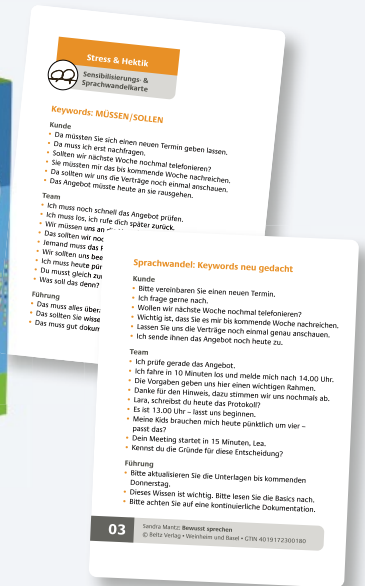 Stress & Hektik
Sensibilisierungs- &
Sprachwandelkarte
Keywords: MÜSSEN/SOLLEN
Kunde
• Da müssten Sie sich einen neuen Termin geben lassen.
• Da muss ich erst nachfragen.
• Sollten wir nächste Woche nochmal telefonieren?
• Sie müssten mir das bis kommende Woche nachreichen.
• Da sollten wir uns die Verträge noch einmal anschauen.
• Das Angebot müsste heute an sie rausgehen.
Team
• Ich muss noch schnell das Angebot prüfen.
• Ich muss los, ich rufe dich später zurück.
• Wir müssen uns an
• Das sollten wir noc
• Jemand muss das
• Wir sollten uns bee
• Ich muss heute pün
• Du musst gleich zu
• Was soll das denn?
Führung
• Das muss alles über
• Das sollten Sie wisse
• Das muss gut dokum
Sprachwandel: Keywords neu gedacht
Kunde
• Bitte vereinbaren Sie einen neuen Termin.
• Ich frage gerne nach.
• Wollen wir nächste Woche nochmal telefonieren?
• Wichtig ist, dass Sie es mir bis kommende Woche nachreichen.
• Lassen Sie uns die Verträge noch einmal genau anschauen.
• Ich sende ihnen das Angebot noch heute zu.
Team
• Ich prüfe gerade das Angebot.
• Ich fahre in 10 Minuten los und melde mich nach 14.00 Uhr.
• Die Vorgaben geben uns hier einen wichtigen Rahmen.
• Danke für den Hinweis, dazu stimmen wir uns nochmals ab.
• Lara, schreibst du heute das Protokoll?
• Es ist 13.00 Uhr – lasst uns beginnen.
• Meine Kids brauchen mich heute pünktlich um vier –
passt das?
• Dein Meeting startet in 15 Minuten, Lea.
• Kennst du die Gründe für diese Entscheidung?
Führung
• Bitte aktualisieren Sie die Unterlagen bis kommenden
Donnerstag.
• Dieses Wissen ist wichtig. Bitte lesen Sie die Basics nach.
• Bitte achten Sie auf eine kontinuierliche Dokumentation.
03
Sandra Mantz: Bewusst sprechen
© Beltz Verlag • Weinheim und Basel • GTIN 4019172300180